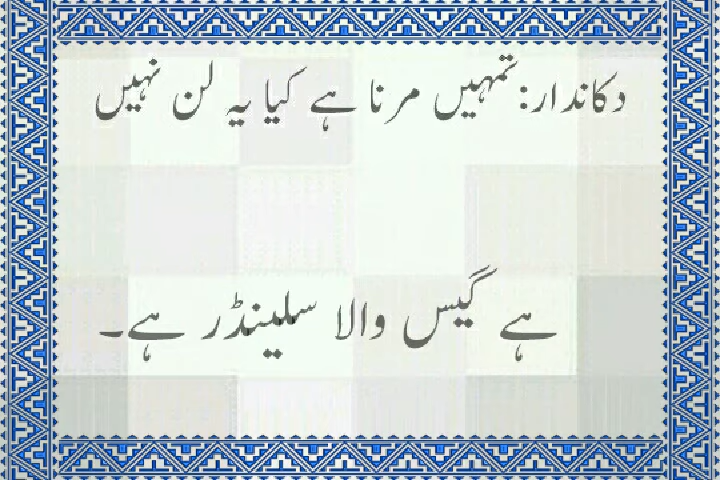 دکاندار: تمہیں مرنا ہے کیا یہ لن نہیں
ہے گیس والا سلینڈر ہے۔